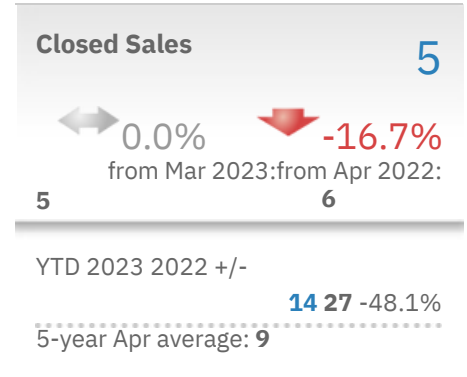 Closed Sales 5
0.0% -16.7%
from Mar 2023:from Apr 2022:
5 6
YTD 2023 2022 +/-
14 27 -48.1%
5-year Apr average: 9